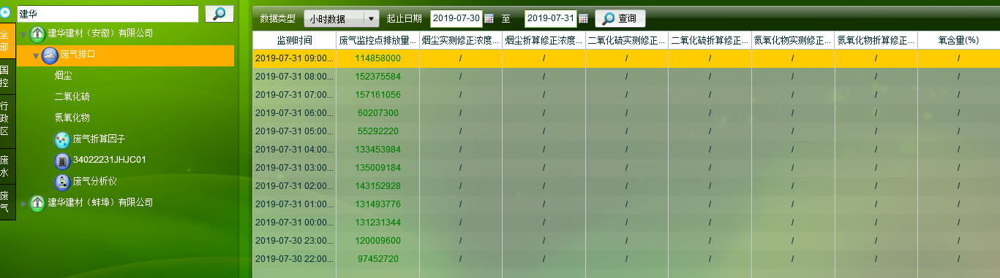 建华
全部
国控
行政区
废水
废气
建华建材（安徽）有限公司
废气排口
烟尘
二氧化硫
氮氧化物
废气折算因子
34022231JHJC01
废气分析仪
建华建材（蚌埠）有限公司
数据类型 小时数据 起止日期 2019-07-30 至 2019-07-31 查询
监测时间 废气监控点排放量... 烟尘实测修正浓度... 烟尘折算修正浓度... 二氧化硫实测修正... 二氧化硫折算修正... 氮氧化物实测修正... 氮氧化物折算修正... 氧含量(%)
2019-07-31 09:00... 114858000 / / / / / / /
2019-07-31 08:00... 152375584 / / / / / / /
2019-07-31 07:00... 157161056 / / / / / / /
2019-07-31 06:00... 60207300 / / / / / / /
2019-07-31 05:00... 55292220 / / / / / / /
2019-07-31 04:00... 133453984 / / / / / / /
2019-07-31 03:00... 135009184 / / / / / / /
2019-07-31 02:00... 143152928 / / / / / / /
2019-07-31 01:00... 131493776 / / / / / / /
2019-07-31 00:00... 131231344 / / / / / / /
2019-07-30 23:00... 120009600 / / / / / / /
2019-07-30 22:00... 97452720 / / / / / / /